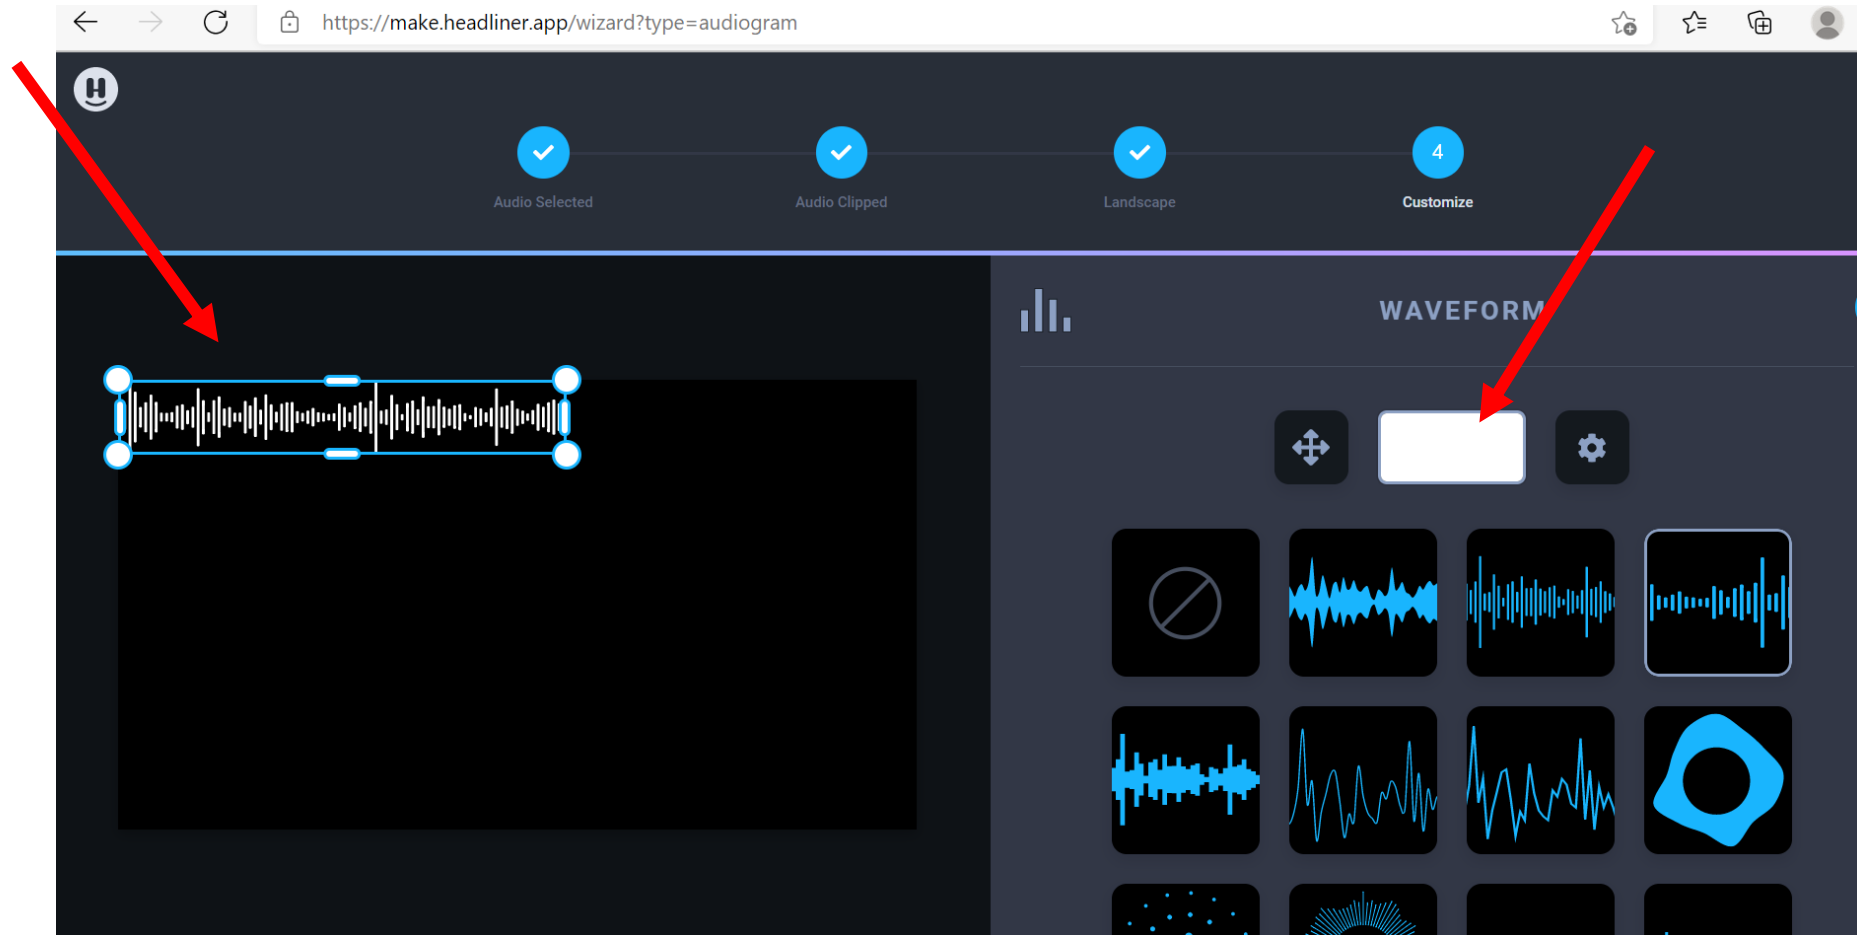 https://make.headliner.app/wizard?type=audiogram
H
4
Audio Selected
Audio Clipped
Landscape
Customize
WAVEFORM